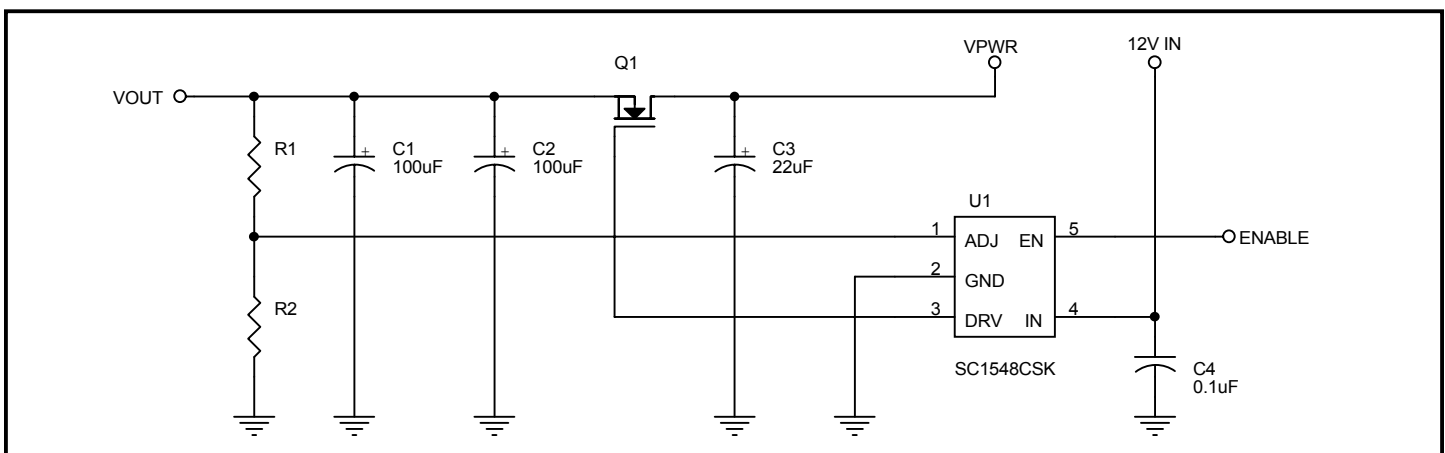 VPWR
12V IN
Q1
VOUT
R1
+
C1
100uF
+
C2
100uF
+
C3
22uF
U1
1
ADJ
EN
5
ENABLE
2
GND
R2
3
DRV
IN
4
SC1548CSK
C4
0.1uF